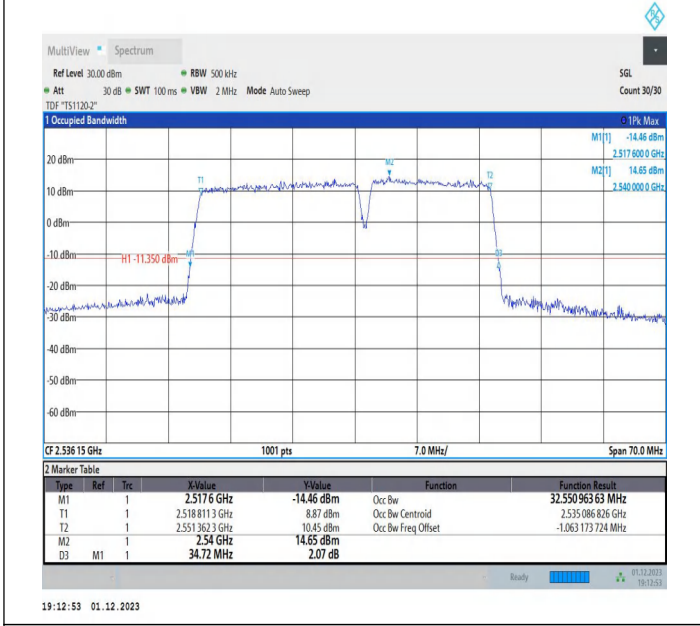 MultiView Spectrum
Ref Level 30.00 dBm RBW 500 kHz SGL
Att 30 dB SWT 100 ms VBW 2 MHz Mode Auto Sweep Count 30/30
TDF "TS1120-2"
1 Occupied Bandwidth 1Pk Max
M1[1] -14.46 dBm
2.517 600 0 GHz
M2[1] 14.65 dBm
2.540 000 0 GHz
20 dBm
M2
T1
T2
10 dBm
0 dBm
-10 dBm
H1 -11.350 dBm
M1
D3
-20 dBm
-30 dBm
-40 dBm
-50 dBm
-60 dBm
CF 2.536 15 GHz 1001 pts 7.0 MHz/ Span 70.0 MHz
2 Marker Table
Type Ref Trc X-Value Y-Value Function Function Result
M1 1 2.517 6 GHz -14.46 dBm Occ Bw 32.550 963 63 MHz
T1 1 2.518 811 3 GHz 8.87 dBm Occ Bw Centroid 2.535 086 826 GHz
T2 1 2.551 362 3 GHz 10.45 dBm Occ Bw Freq Offset -1.063 173 724 MHz
M2 1 2.54 GHz 14.65 dBm
D3 M1 1 34.72 MHz 2.07 dB
Ready 01.12.2023
19:12:53
19:12:53 01.12.2023